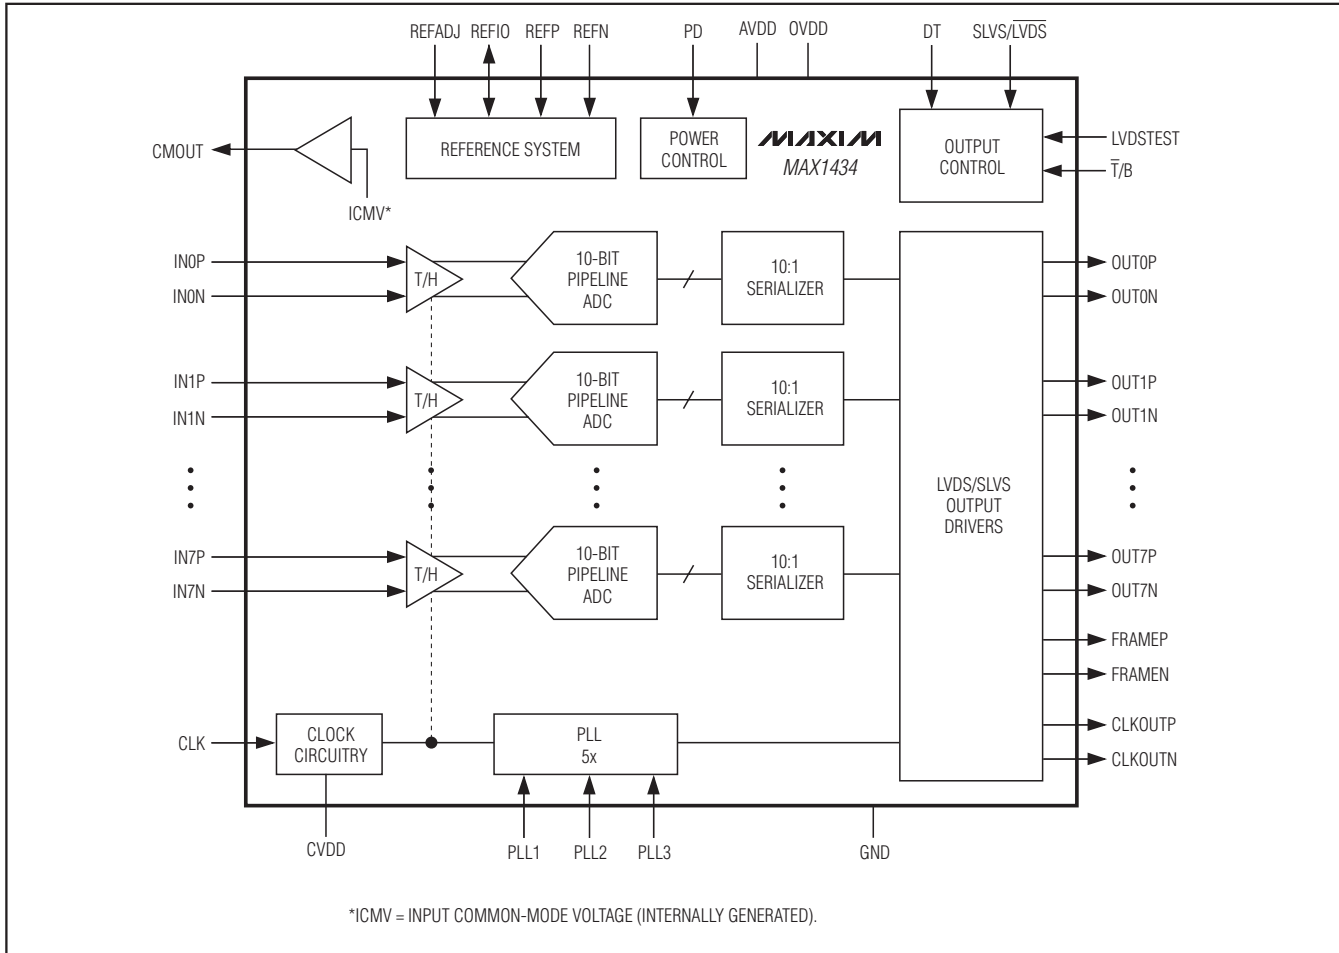 REFADJ REFIO REFP REFN PD AVDD OVDD DT SLVS/L̅V̅D̅S̅
CMOUT
REFERENCE SYSTEM
POWER
CONTROL
MAXIM
MAX1434
OUTPUT
CONTROL
LVDSTEST
T̅/B
ICMV*
IN0P
IN0N
T/H
10-BIT
PIPELINE
ADC
10:1
SERIALIZER
OUT0P
OUT0N
IN1P
IN1N
T/H
10-BIT
PIPELINE
ADC
10:1
SERIALIZER
OUT1P
OUT1N
LVDS/SLVS
OUTPUT
DRIVERS
IN7P
IN7N
T/H
10-BIT
PIPELINE
ADC
10:1
SERIALIZER
OUT7P
OUT7N
FRAMEP
FRAMEN
CLK
CLOCK
CIRCUITRY
PLL
5x
CLKOUTP
CLKOUTN
CVDD PLL1 PLL2 PLL3 GND
*ICMV = INPUT COMMON-MODE VOLTAGE (INTERNALLY GENERATED).